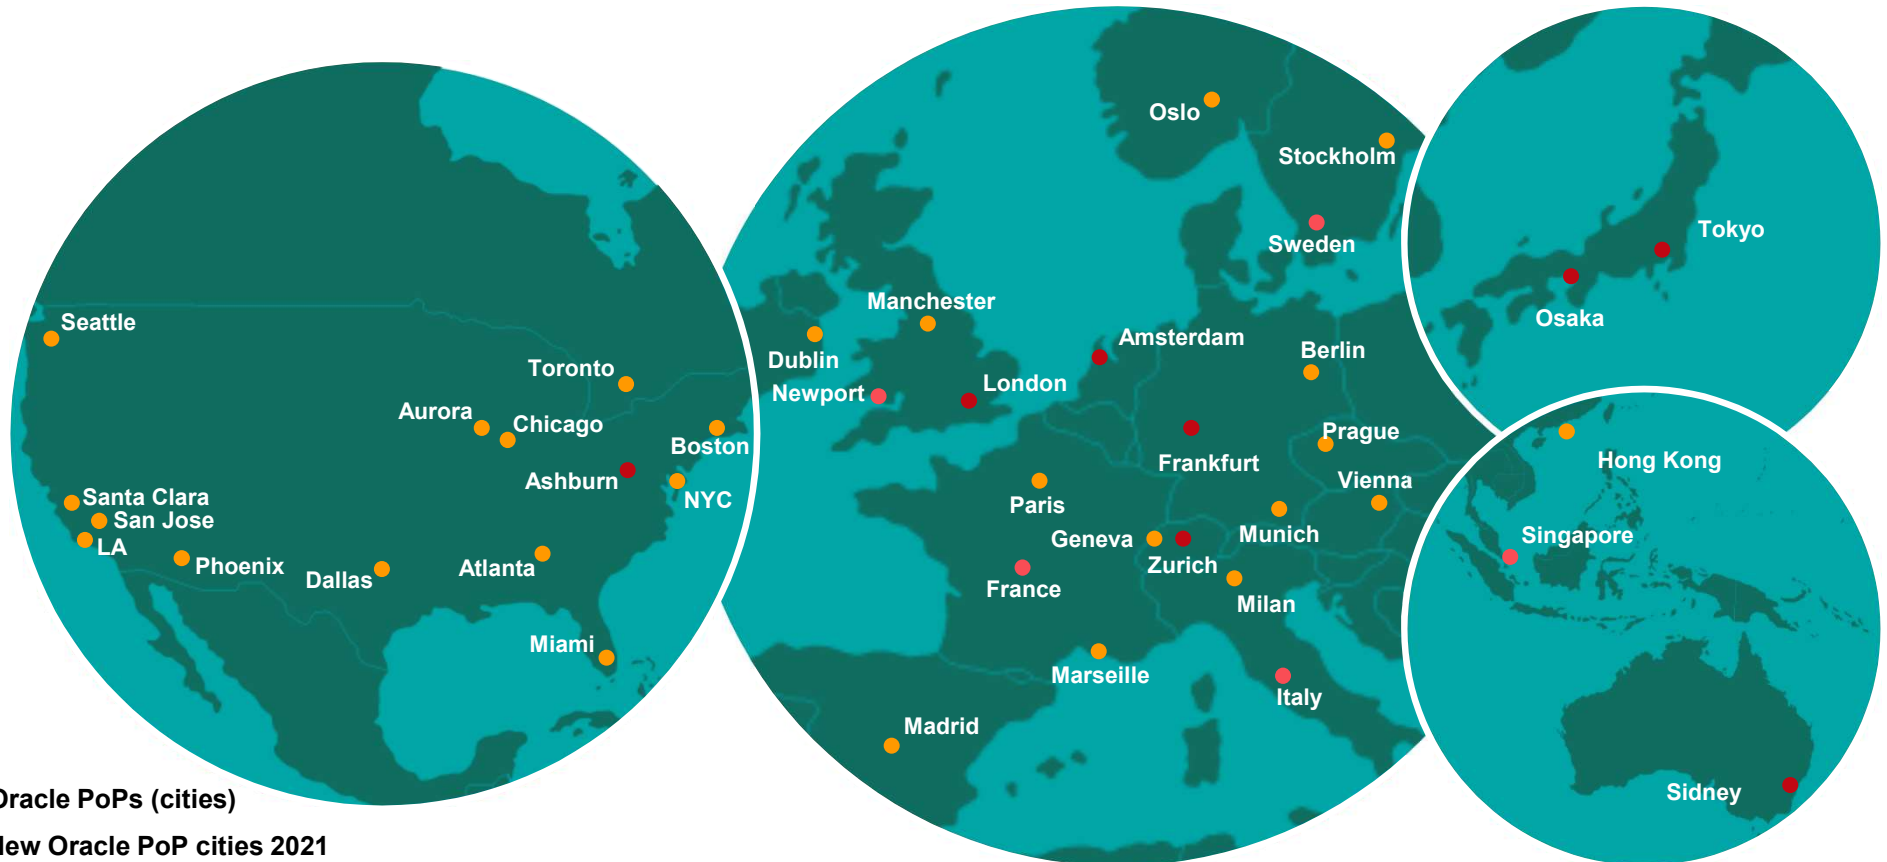 Seattle
Toronto
Aurora
Chicago
Boston
Ashburn
NYC
Santa Clara
San Jose
LA
Phoenix
Dallas
Atlanta
Miami
Oslo
Stockholm
Sweden
Manchester
Dublin
Amsterdam
Berlin
Newport
London
Prague
Frankfurt
Vienna
Paris
Munich
Geneva
Zurich
France
Milan
Marseille
Italy
Madrid
Tokyo
Osaka
Hong Kong
Singapore
Sidney
Oracle PoPs (cities)
New Oracle PoP cities 2021